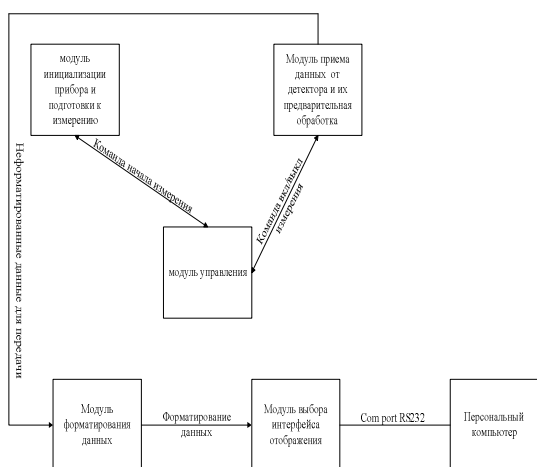 модуль
инициализации
прибора и
подготовки к
измерению
Модуль приема
данных от
детектора и их
предварительная
обработка
Команда начала измерения
Команда вкл/выкл
измерения
модуль управления
Неформатированные данные для передачи
Модуль
форматирования
данных
Форматирование
данных
Модуль выбора
интерфейса
отображения
Com port RS232
Персональный
компьютер